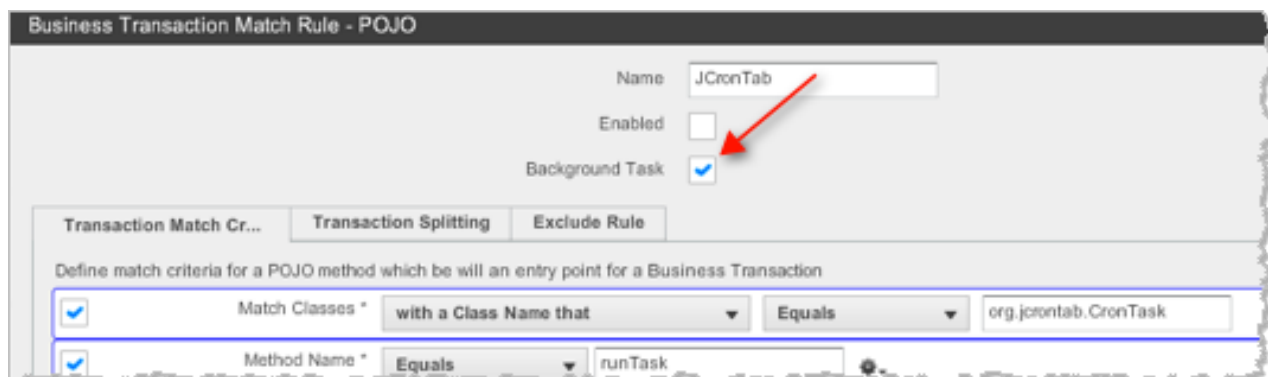 Business Transaction Match Rule - POJO
Name JCronTab
Enabled
Background Task
Transaction Match Cr... Transaction Splitting Exclude Rule
Define match criteria for a POJO method which be will an entry point for a Business Transaction
Match Classes * with a Class Name that Equals org.jcrontab.CronTask
Method Name * Equals runTask